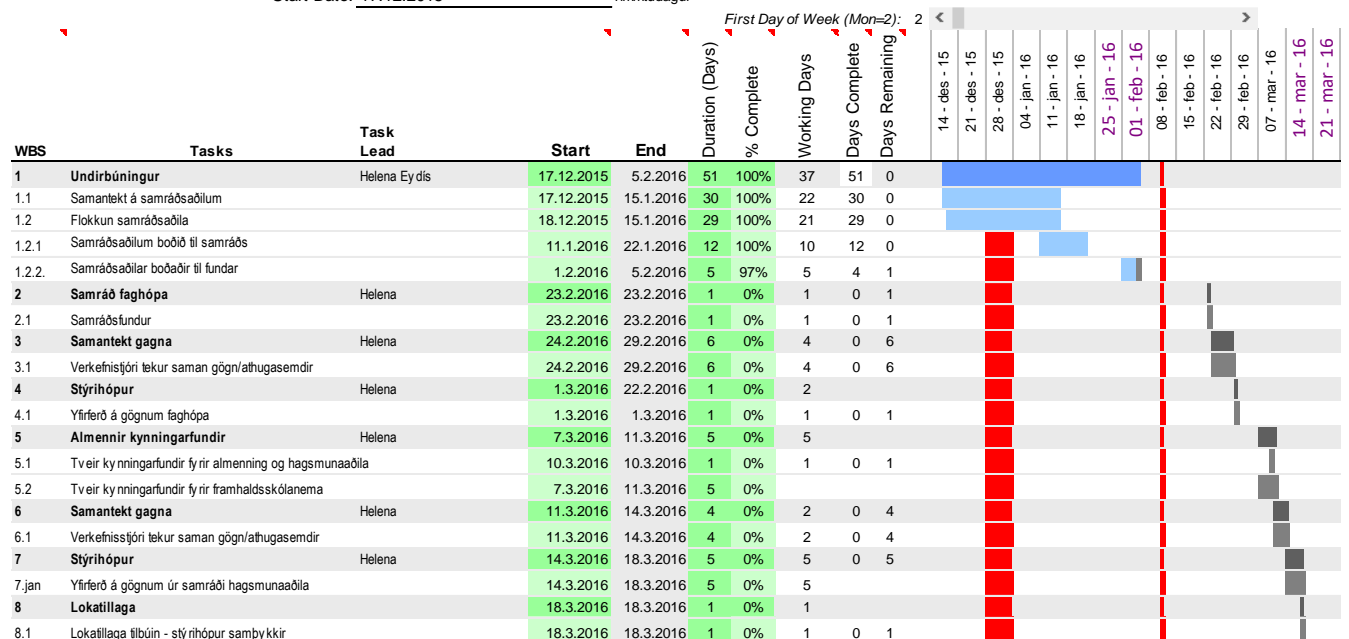 17.12.2015
First Day of Week (Mon=2): 2
14 - des - 15 21 - des - 15 28 - des - 15 04 - jan - 16 11 - jan - 16 18 - jan - 16 25 - jan - 16 01 - feb - 16 08 - feb - 16 15 - feb - 16 22 - feb - 16 29 - feb - 16 07 - mar - 16 14 - mar - 16 21 - mar - 16
WBS Tasks Task Lead Start End Duration (Days) % Complete Working Days Days Complete Days Remaining
1 Undirbúningur Helena Eydís 17.12.2015 5.2.2016 51 100% 37 51 0
1.1 Samantekt á samráðsaðilum 17.12.2015 15.1.2016 30 100% 22 30 0
1.2 Flokkun samráðsaðila 18.12.2015 15.1.2016 29 100% 21 29 0
1.2.1 Samráðsaðilum boðið til samráðs 11.1.2016 22.1.2016 12 100% 10 12 0
1.2.2. Samráðsaðilar boðaðir til fundar 1.2.2016 5.2.2016 5 97% 5 4 1
2 Samráð faghópa Helena 23.2.2016 23.2.2016 1 0% 1 0 1
2.1 Samráðsfundur 23.2.2016 23.2.2016 1 0% 1 0 1
3 Samantekt gagna Helena 24.2.2016 29.2.2016 6 0% 4 0 6
3.1 Verkefnistjóri tekur saman gögn/athugasemdir 24.2.2016 29.2.2016 6 0% 4 0 6
4 Stýrihópur Helena 1.3.2016 22.2.2016 1 0% 2
4.1 Yfirferð á gögnum faghópa 1.3.2016 1.3.2016 1 0% 1 0 1
5 Almennir kynningarfundir Helena 7.3.2016 11.3.2016 5 0% 5
5.1 Tveir kynningarfundir fyrir almenning og hagsmunaaðila 10.3.2016 10.3.2016 1 0% 1 0 1
5.2 Tveir kynningarfundir fyrir framhaldsskólanema 7.3.2016 11.3.2016 5 0%
6 Samantekt gagna Helena 11.3.2016 14.3.2016 4 0% 2 0 4
6.1 Verkefnisstjóri tekur saman gögn/athugasemdir 11.3.2016 14.3.2016 4 0% 2 0 4
7 Stýrihópur Helena 14.3.2016 18.3.2016 5 0% 5 0 5
7.jan Yfirferð á gögnum úr samráði hagsmunaaðila 14.3.2016 18.3.2016 5 0% 5
8 Lokatillaga 18.3.2016 18.3.2016 1 0% 1
8.1 Lokatillaga tilbúin - stýrihópur samþykkir 18.3.2016 18.3.2016 1 0% 1 0 1